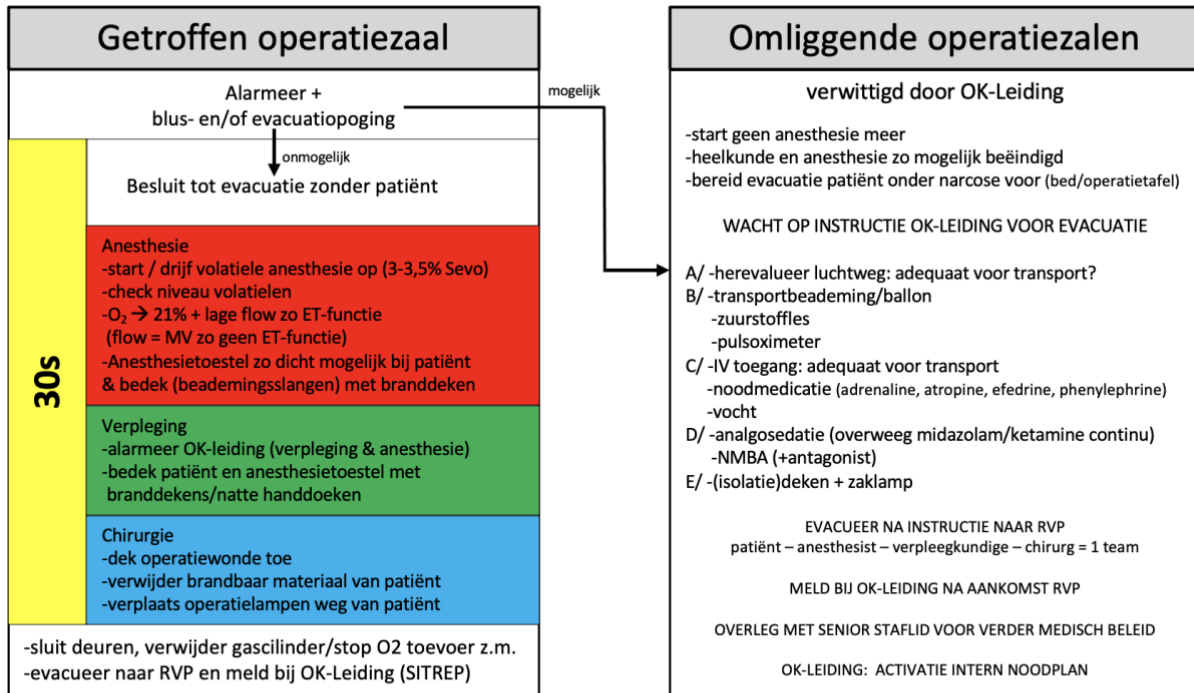 Getroffen operatiezaal
Alarmeer +
blus- en/of evacuatiepoging
mogelijk
onmogelijk
Besluit tot evacuatie zonder patiënt
30s
Anesthesie
-start / drijf volatiele anesthesie op (3-3,5% Sevo)
-check niveau volatielen
-O₂ → 21% + lage flow zo ET-functie
(flow = MV zo geen ET-functie)
-Anesthesietoestel zo dicht mogelijk bij patiënt
& bedek (beademingsslangen) met branddeken
Verpleging
-alarmeer OK-leiding (verpleging & anesthesie)
-bedek patiënt en anesthesietoestel met
branddekens/natte handdoeken
Chirurgie
-dek operatiewonde toe
-verwijder brandbaar materiaal van patiënt
-verplaats operatielampen weg van patiënt
-sluit deuren, verwijder gascilinder/stop O2 toevoer z.m.
-evacueer naar RVP en meld bij OK-Leiding (SITREP)
Omliggende operatiezalen
verwittigd door OK-Leiding
-start geen anesthesie meer
-heelkunde en anesthesie zo mogelijk beëindigd
-bereid evacuatie patiënt onder narcose voor (bed/operatietafel)
WACHT OP INSTRUCTIE OK-LEIDING VOOR EVACUATIE
A/ -herevalueer luchtweg: adequaat voor transport?
B/ -transportbeademing/ballon
-zuurstoffles
-pulsoximeter
C/ -IV toegang: adequaat voor transport
-noodmedicatie (adrenaline, atropine, efedrine, phenylephrine)
-vocht
D/ -analgosedatie (overweeg midazolam/ketamine continu)
-NMBA (+antagonist)
E/ -(isolatie)deken + zaklamp
EVACUEER NA INSTRUCTIE NAAR RVP
patiënt – anesthesist – verpleegkundige – chirurg = 1 team
MELD BIJ OK-LEIDING NA AANKOMST RVP
OVERLEG MET SENIOR STAFLID VOOR VERDER MEDISCH BELEID
OK-LEIDING: ACTIVATIE INTERN NOODPLAN